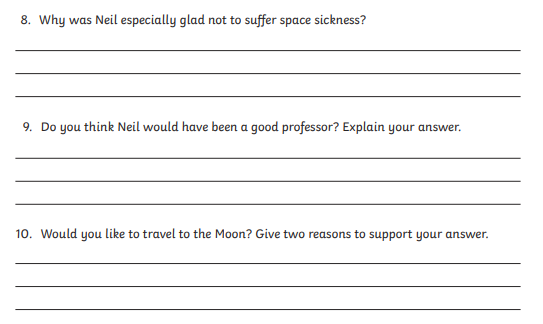 8. Why was Neil especially glad not to suffer space sickness?
9. Do you think Neil would have been a good professor? Explain your answer.
10. Would you like to travel to the Moon? Give two reasons to support your answer.